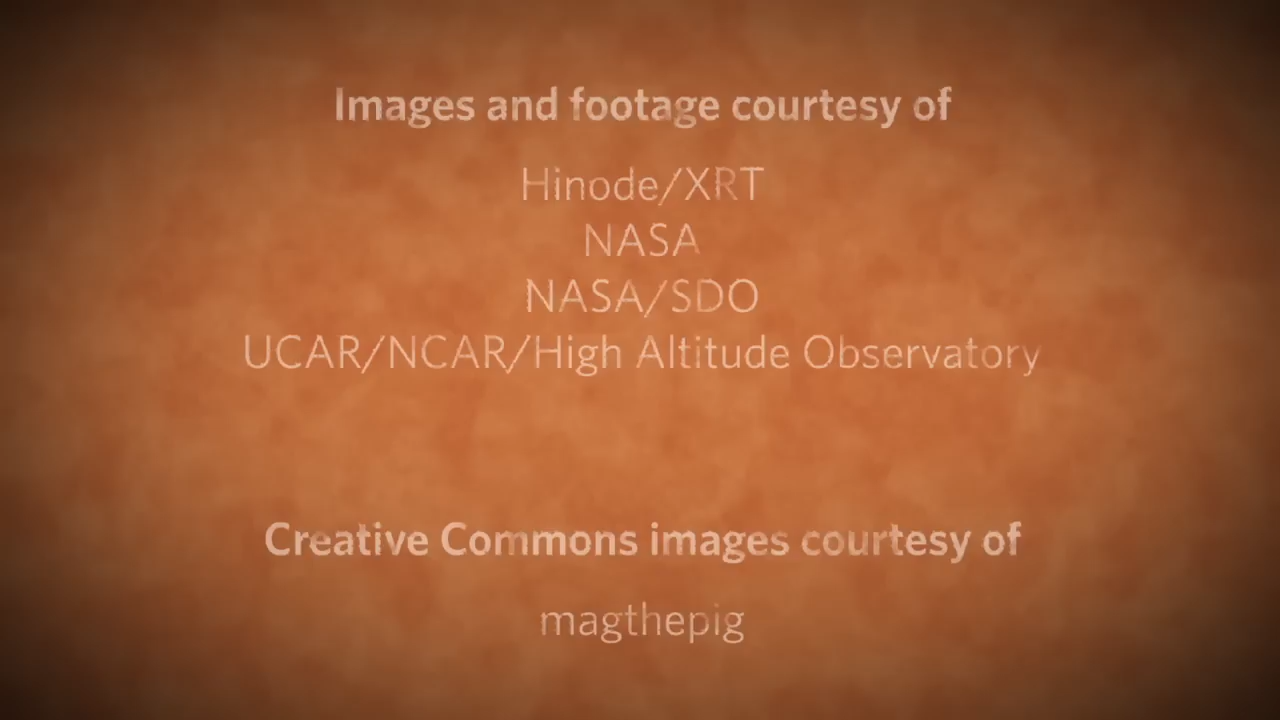 Images and footage courtesy of
Hinode/XRT
NASA
NASA/SDO
UCAR/NCAR/High Altitude Observatory
Creative Commons images courtesy of
magthepig